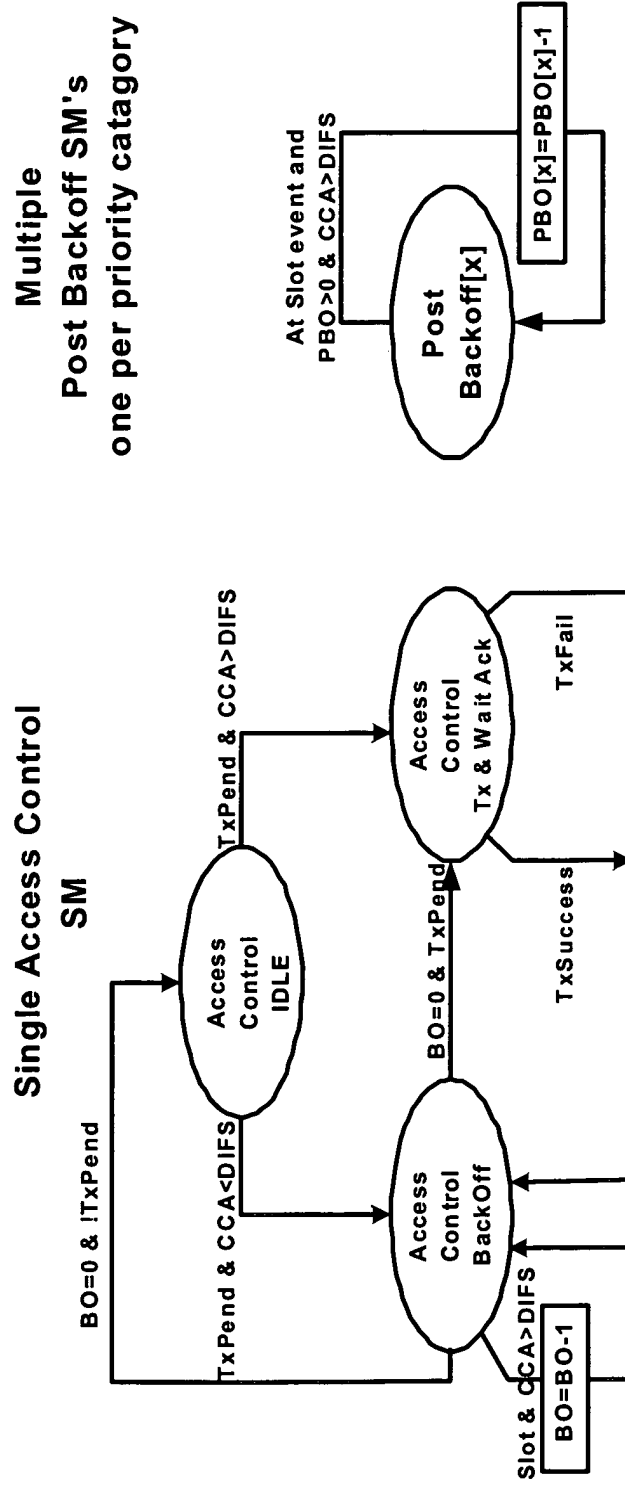 Single Access Control
SM
BO=0 & !TxPend
Access
Control
IDLE
TxPend & CCA<DIFS
TxPend & CCA>DIFS
Access
Control
BackOff
BO=0 & TxPend
Access
Control
Tx & Wait Ack
Slot & CCA>DIFS
BO=BO-1
TxSuccess
TxFail
Multiple
Post Backoff SM's
one per priority catagory
At Slot event and
PBO>0 & CCA>DIFS
Post
Backoff[x]
PBO[x]=PBO[x]-1